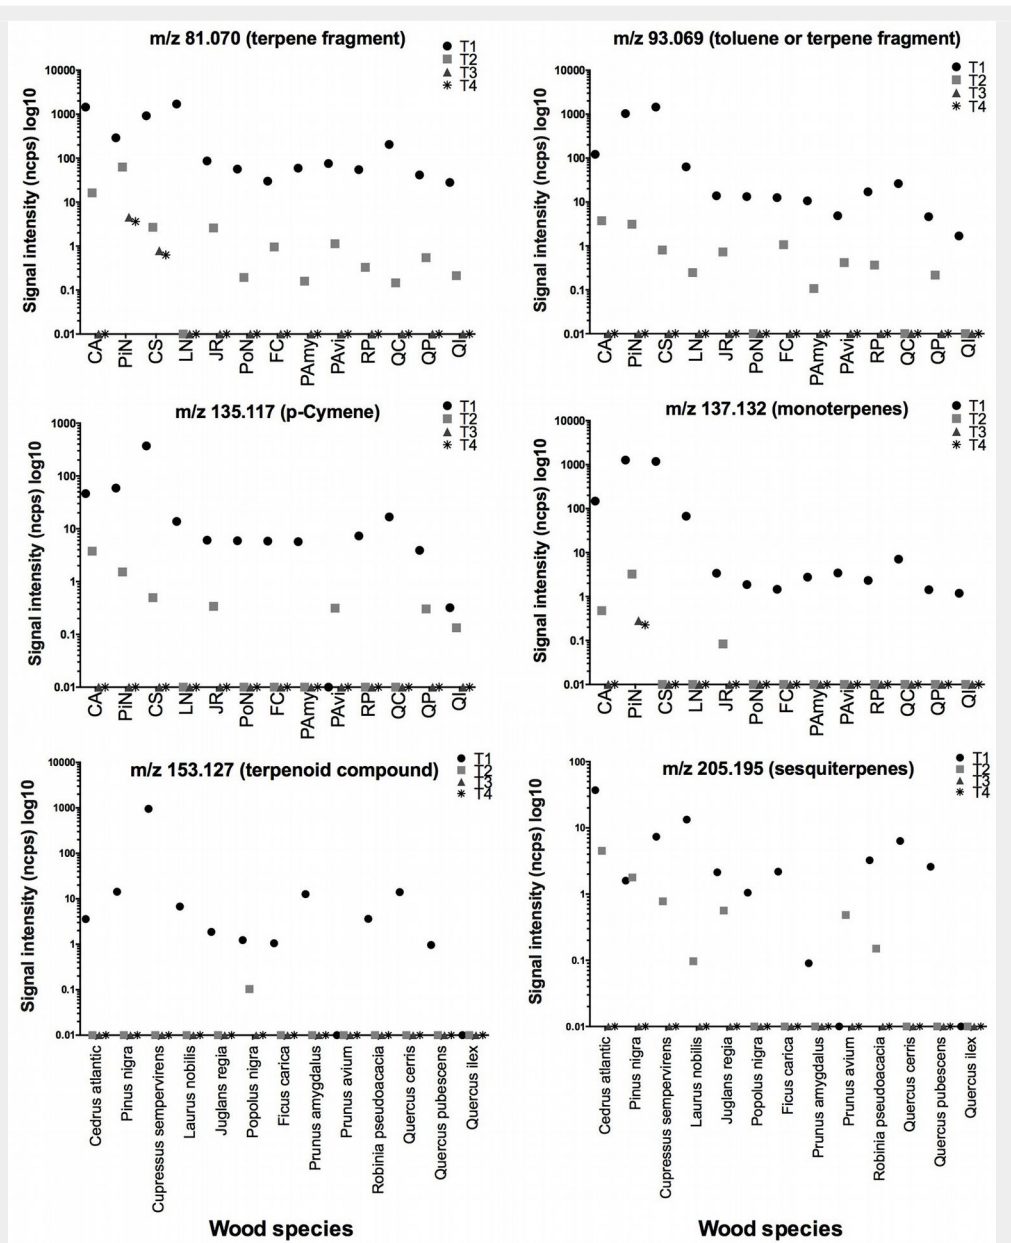 m/z 81.070 (terpene fragment)
T1
T2
T3
T4
Signal intensity (ncps) log10
10000
1000
100
10
1
0.1
0.01
CA
PiN
CS
LN
JR
PoN
FC
PAmy
PAvi
RP
QC
QP
QI
m/z 93.069 (toluene or terpene fragment)
T1
T2
T3
T4
Signal intensity (ncps) log10
10000
1000
100
10
1
0.1
0.01
CA
PiN
CS
LN
JR
PoN
FC
PAmy
PAvi
RP
QC
QP
QI
m/z 135.117 (p-Cymene)
T1
T2
T3
T4
Signal intensity (ncps) log10
1000
100
10
1
0.1
0.01
CA
PiN
CS
LN
JR
PoN
FC
PAmy
PAvi
RP
QC
QP
QI
m/z 137.132 (monoterpenes)
T1
T2
T3
T4
Signal intensity (ncps) log10
10000
1000
100
10
1
0.1
0.01
CA
PiN
CS
LN
JR
PoN
FC
PAmy
PAvi
RP
QC
QP
QI
m/z 153.127 (terpenoid compound)
T1
T2
T3
T4
Signal intensity (ncps) log10
10000
1000
100
10
1
0.1
0.01
Cedrus atlantic
Pinus nigra
Cupressus sempervirens
Laurus nobilis
Juglans regia
Popolus nigra
Ficus carica
Prunus amygdalus
Prunus avium
Robinia pseudoacacia
Quercus cerris
Quercus pubescens
Quercus ilex
Wood species
m/z 205.195 (sesquiterpenes)
T1
T2
T3
T4
Signal intensity (ncps) log10
100
10
1
0.1
0.01
Cedrus atlantic
Pinus nigra
Cupressus sempervirens
Laurus nobilis
Juglans regia
Popolus nigra
Ficus carica
Prunus amygdalus
Prunus avium
Robinia pseudoacacia
Quercus cerris
Quercus pubescens
Quercus ilex
Wood species